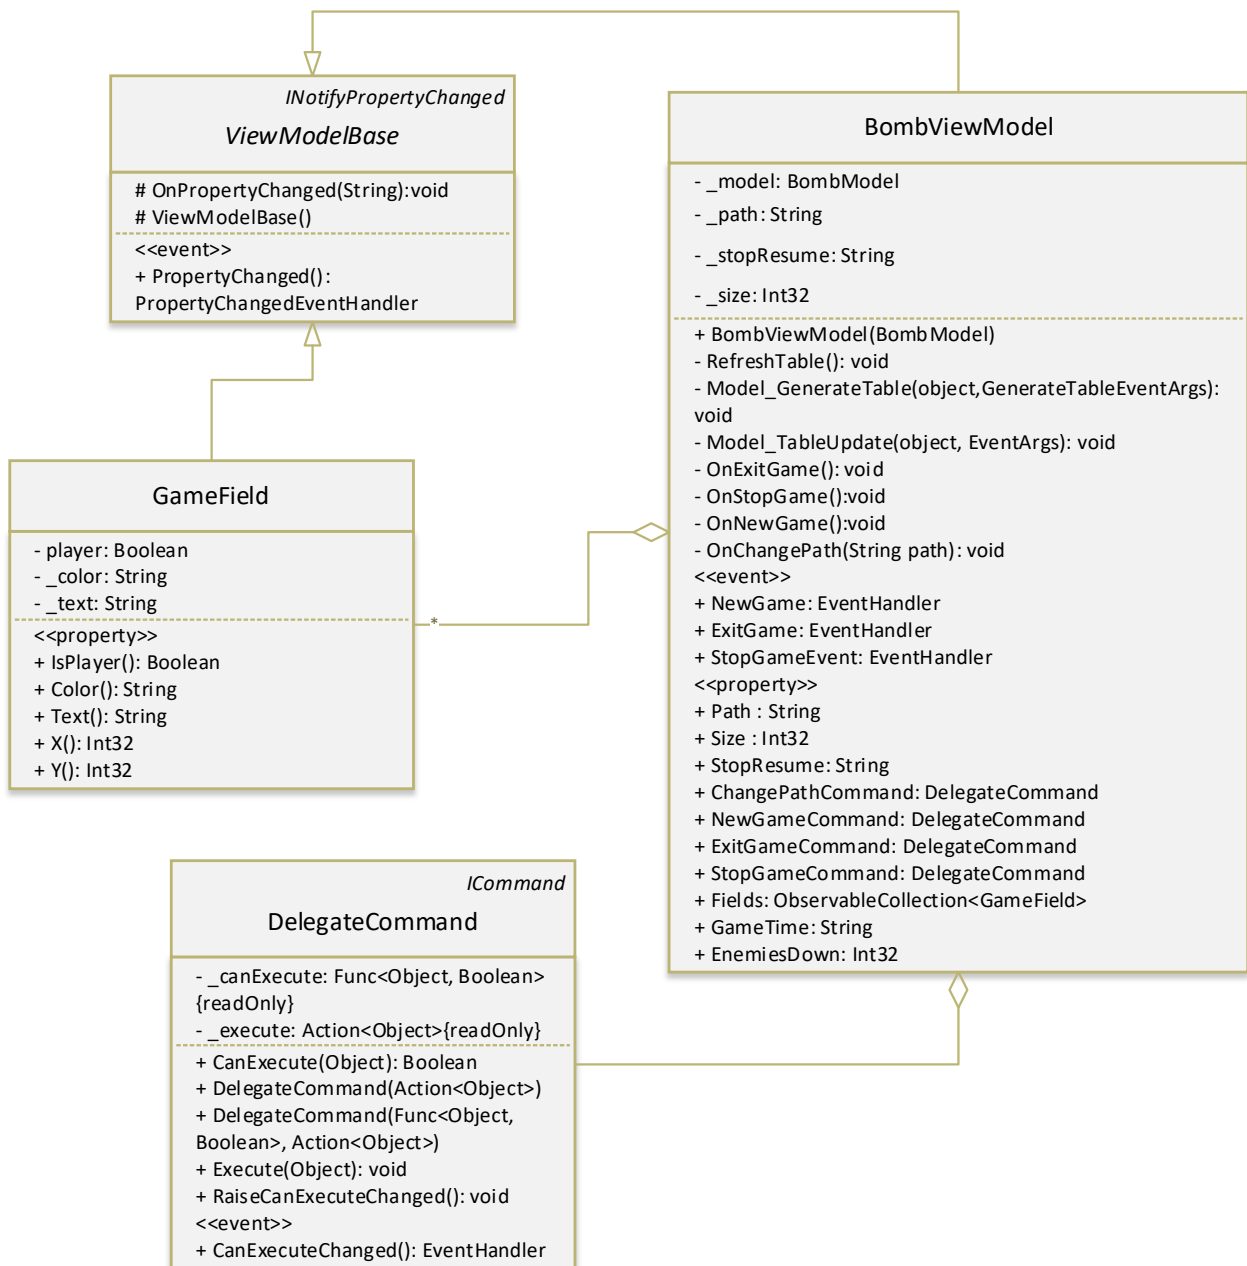 INotifyPropertyChanged
ViewModelBase
# OnPropertyChanged(String):void
# ViewModelBase()
<<event>>
+ PropertyChanged():
PropertyChangedEventHandler
BombViewModel
- _model: BombModel
- _path: String
- _stopResume: String
- _size: Int32
+ BombViewModel(BombModel)
- RefreshTable(): void
- Model_GenerateTable(object,GenerateTableEventArgs):
void
- Model_TableUpdate(object, EventArgs): void
- OnExitGame(): void
- OnStopGame():void
- OnNewGame():void
- OnChangePath(String path): void
<<event>>
+ NewGame: EventHandler
+ ExitGame: EventHandler
+ StopGameEvent: EventHandler
<<property>>
+ Path : String
+ Size : Int32
+ StopResume: String
+ ChangePathCommand: DelegateCommand
+ NewGameCommand: DelegateCommand
+ ExitGameCommand: DelegateCommand
+ StopGameCommand: DelegateCommand
+ Fields: ObservableCollection<GameField>
+ GameTime: String
+ EnemiesDown: Int32
GameField
- player: Boolean
- _color: String
- _text: String
<<property>>
+ IsPlayer(): Boolean
+ Color(): String
+ Text(): String
+ X(): Int32
+ Y(): Int32
*
ICommand
DelegateCommand
- _canExecute: Func<Object, Boolean>
{readOnly}
- _execute: Action<Object>{readOnly}
+ CanExecute(Object): Boolean
+ DelegateCommand(Action<Object>)
+ DelegateCommand(Func<Object,
Boolean>, Action<Object>)
+ Execute(Object): void
+ RaiseCanExecuteChanged(): void
<<event>>
+ CanExecuteChanged(): EventHandler